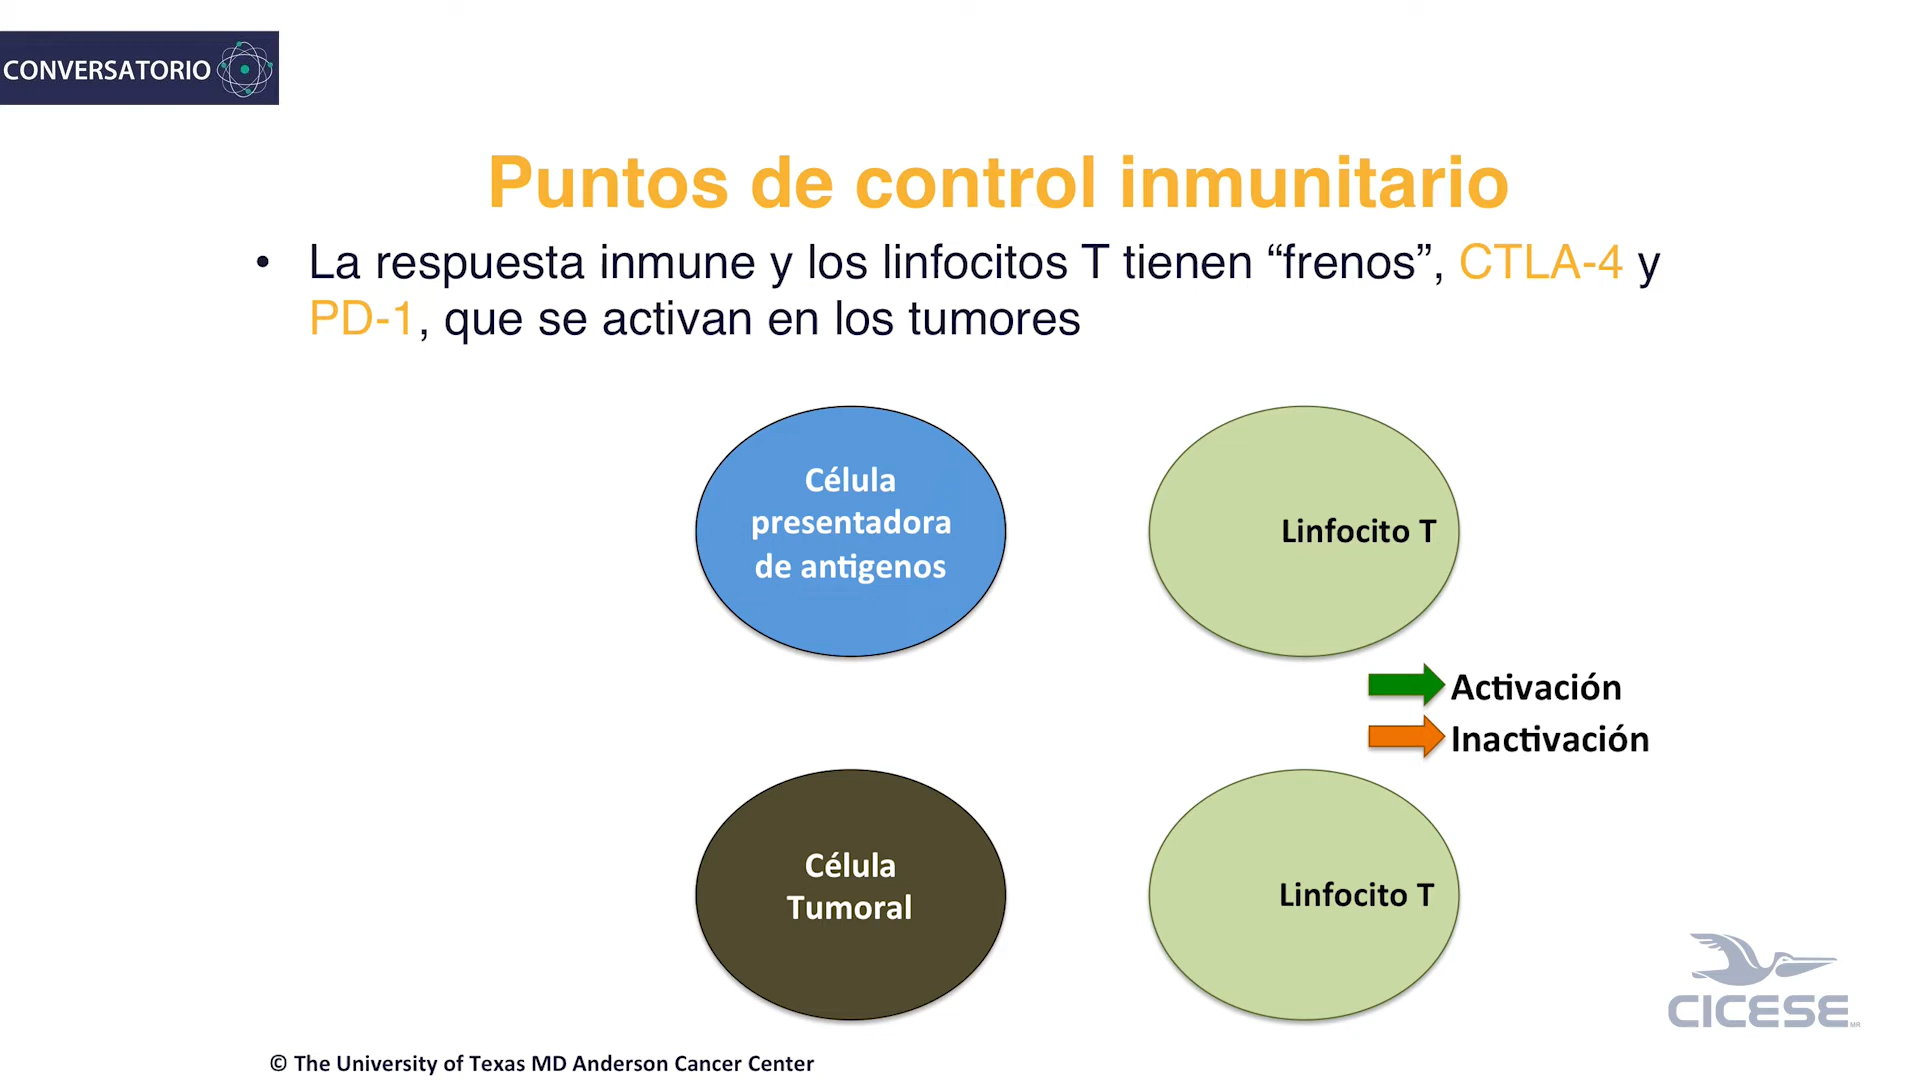 CONVERSATORIO
Puntos de control inmunitario
• La respuesta inmune y los linfocitos T tienen “frenos”, CTLA-4 y
PD-1, que se activan en los tumores
Célula
presentadora
de antigenos
Linfocito T
Activación
Inactivación
Célula
Tumoral
Linfocito T
CICESE MR
© The University of Texas MD Anderson Cancer Center